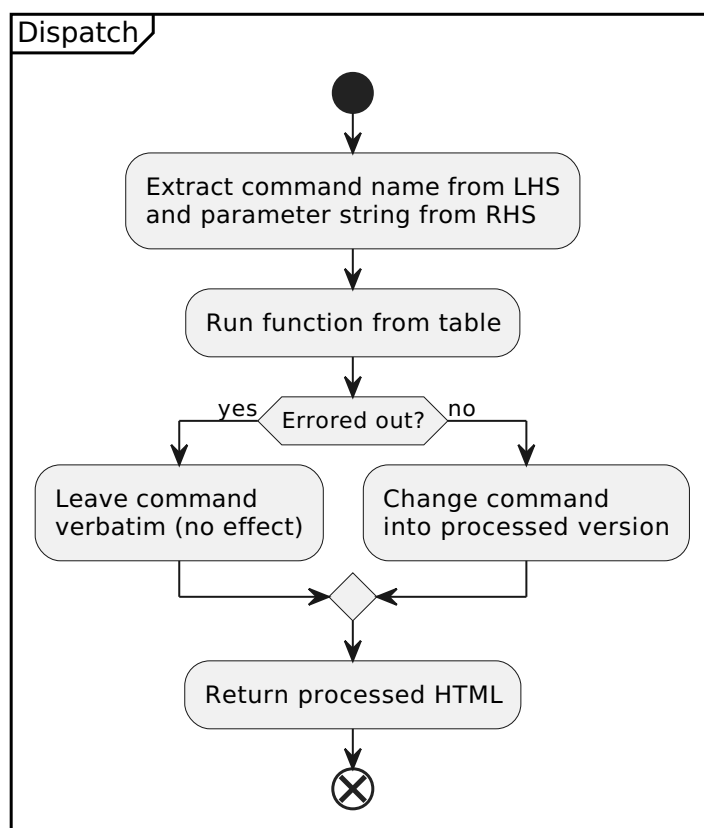 Dispatch
Extract command name from LHS
and parameter string from RHS
Run function from table
yes
Errored out?
no
Leave command
verbatim (no effect)
Change command
into processed version
Return processed HTML